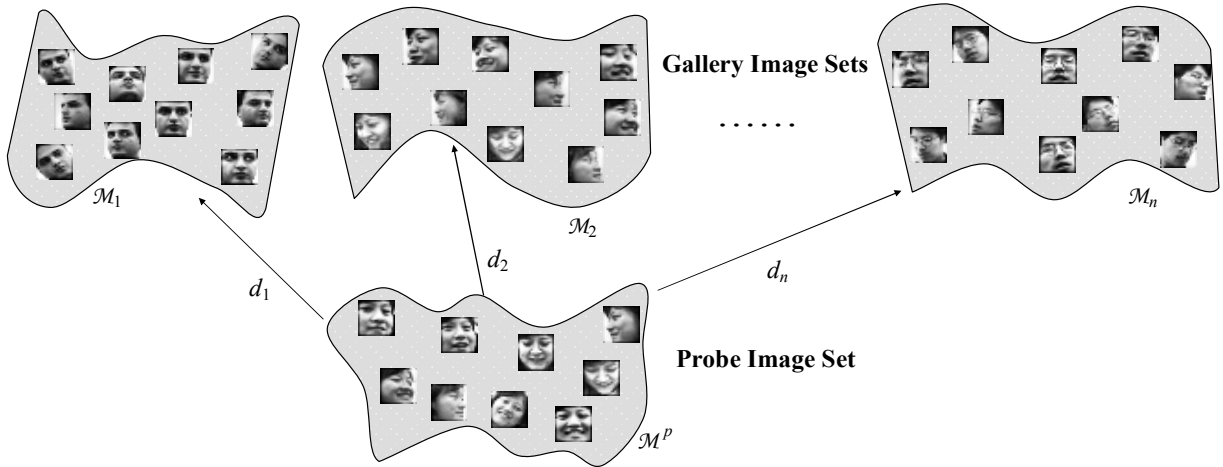 Gallery Image Sets
......
ℳ₁
ℳ₂
ℳₙ
d₁
d₂
dₙ
Probe Image Set
ℳᵖ